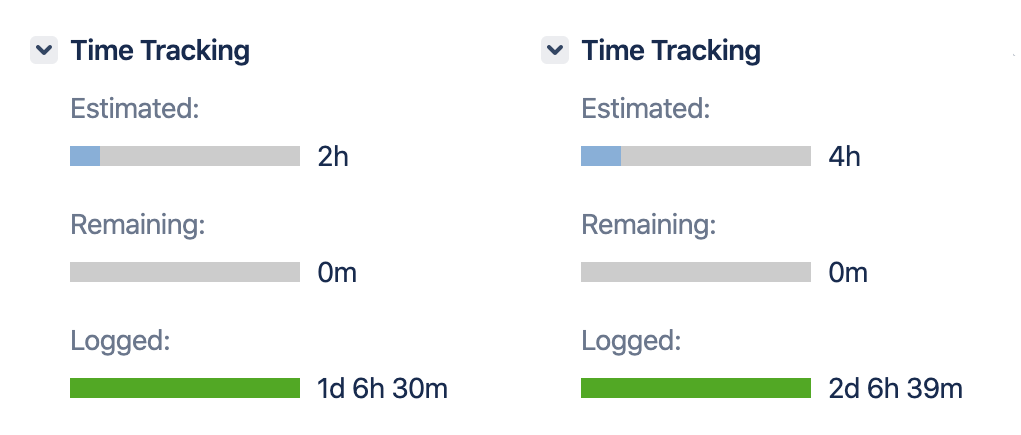 Time Tracking
Estimated:
2h
Remaining:
0m
Logged:
1d 6h 30m
Time Tracking
Estimated:
4h
Remaining:
0m
Logged:
2d 6h 39m